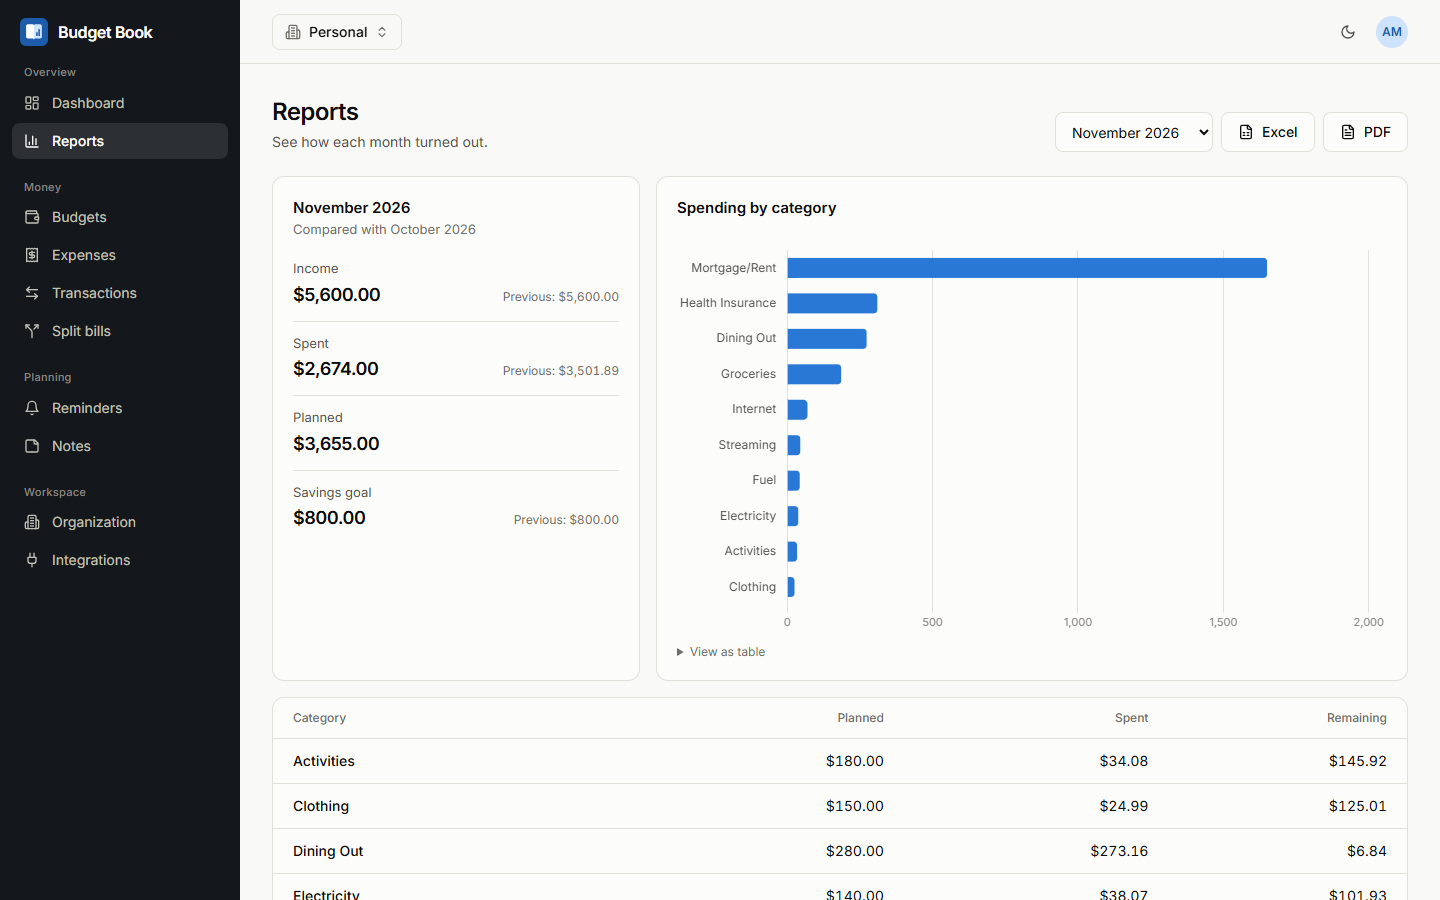 Budget Book
Overview
Dashboard
Reports
Money
Budgets
Expenses
Transactions
Split bills
Planning
Reminders
Notes
Workspace
Organization
Integrations
Personal
AM
Reports
See how each month turned out.
November 2026
Excel
PDF
November 2026
Compared with October 2026
Income
$5,600.00 Previous: $5,600.00
Spent
$2,674.00 Previous: $3,501.89
Planned
$3,655.00
Savings goal
$800.00 Previous: $800.00
Spending by category
Mortgage/Rent
Health Insurance
Dining Out
Groceries
Internet
Streaming
Fuel
Electricity
Activities
Clothing
0 500 1,000 1,500 2,000
View as table
Category Planned Spent Remaining
Activities $180.00 $34.08 $145.92
Clothing $150.00 $24.99 $125.01
Dining Out $280.00 $273.16 $6.84
Electricity $140.00 $38.07 $101.93